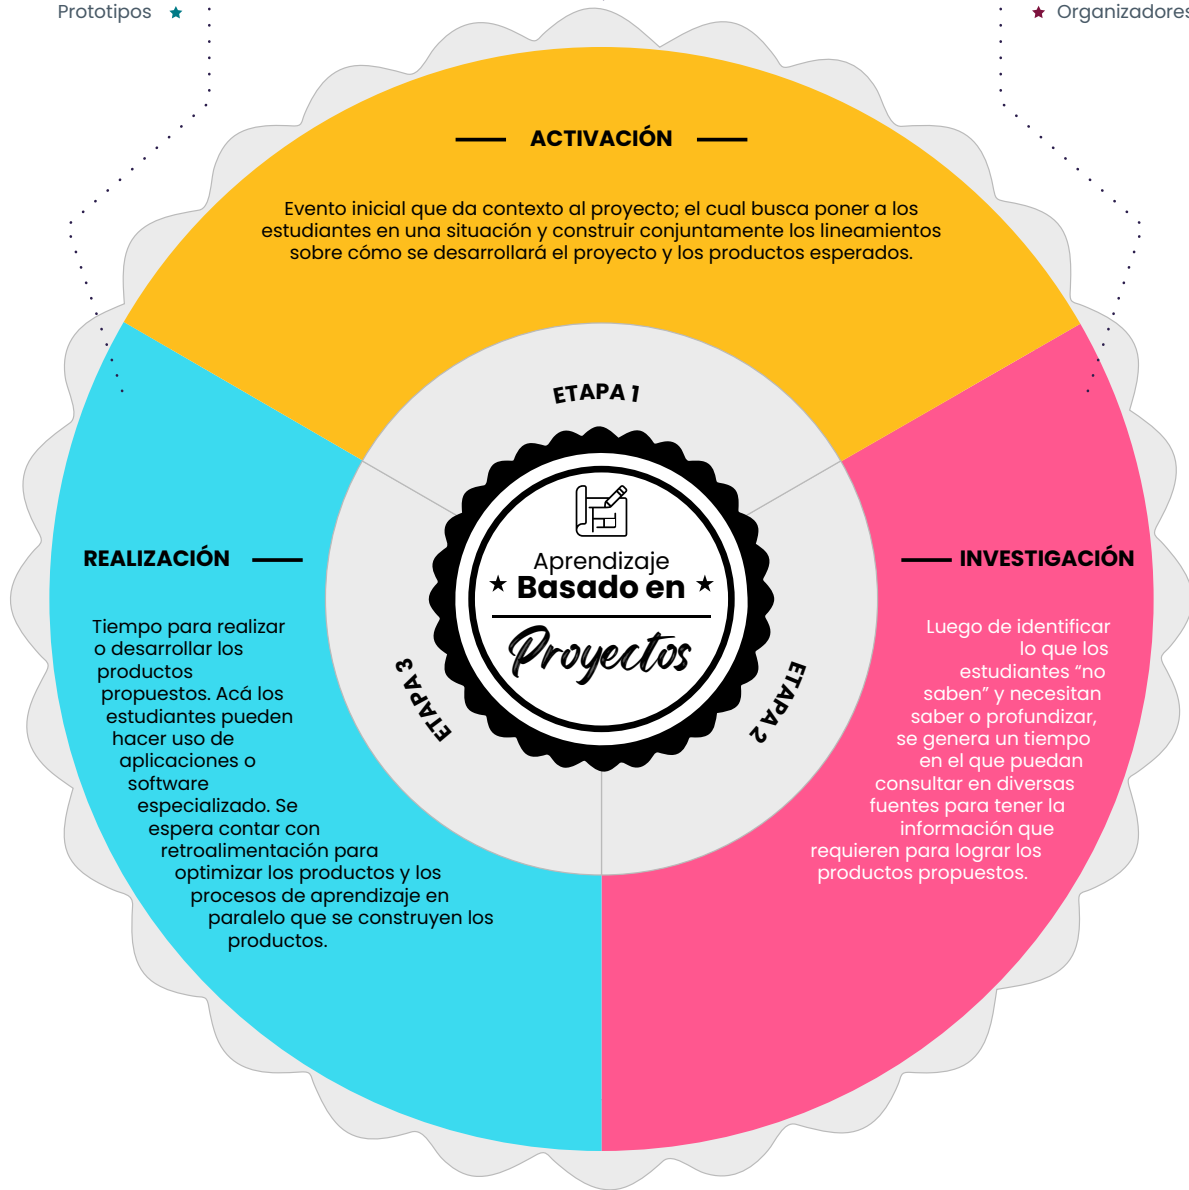 Prototipos
Organizadores
ACTIVACIÓN
Evento inicial que da contexto al proyecto; el cual busca poner a los
estudiantes en una situación y construir conjuntamente los lineamientos
sobre cómo se desarrollará el proyecto y los productos esperados.
ETAPA 1
Aprendizaje
Basado en
Proyectos
ETAPA 2
ETAPA 3
INVESTIGACIÓN
Luego de identificar
lo que los
estudiantes “no
saben” y necesitan
saber o profundizar,
se genera un tiempo
en el que puedan
consultar en diversas
fuentes para tener la
información que
requieren para lograr los
productos propuestos.
REALIZACIÓN
Tiempo para realizar
o desarrollar los
productos
propuestos. Acá los
estudiantes pueden
hacer uso de
aplicaciones o
software
especializado. Se
espera contar con
retroalimentación para
optimizar los productos y los
procesos de aprendizaje en
paralelo que se construyen los
productos.